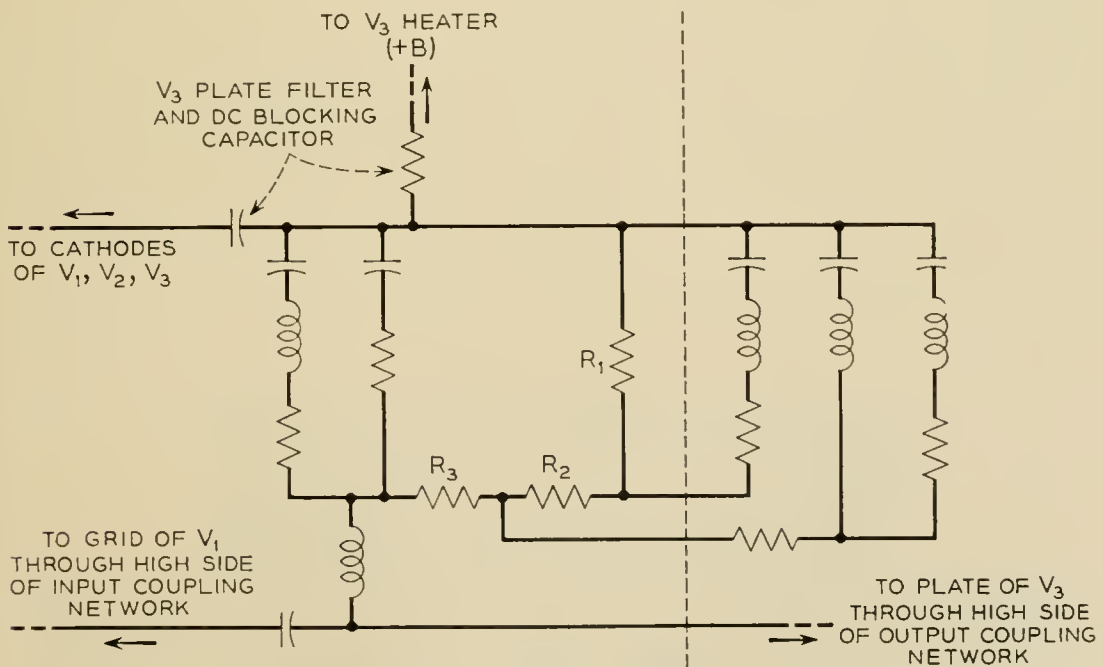 TO V₃ HEATER
(+B)
V₃ PLATE FILTER
AND DC BLOCKING
CAPACITOR
TO CATHODES
OF V₁, V₂, V₃
R₁
R₃
R₂
TO GRID OF V₁
THROUGH HIGH SIDE
OF INPUT COUPLING
NETWORK
TO PLATE OF V₃
THROUGH HIGH SIDE
OF OUTPUT COUPLING
NETWORK